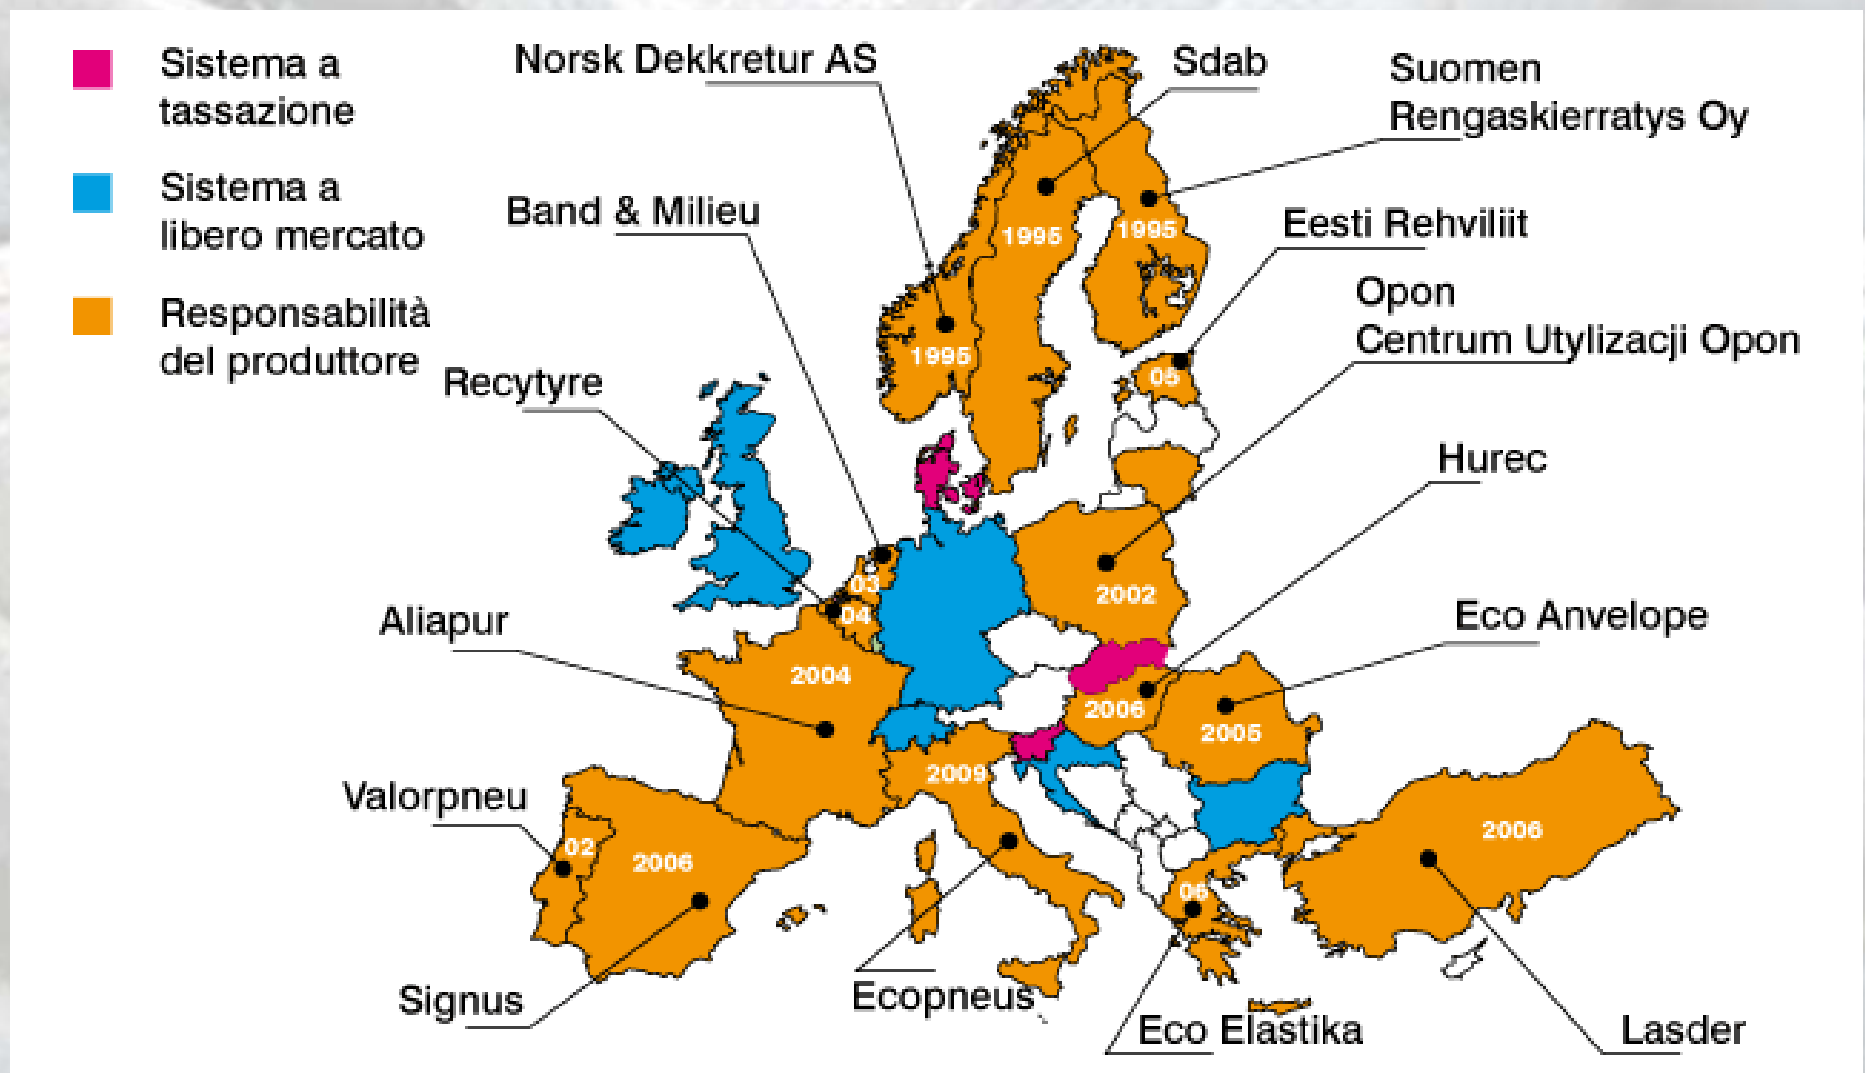 Sistema a
tassazione
Sistema a
libero mercato
Responsabilità
del produttore
Norsk Dekkretur AS
Sdab
Suomen
Rengaskierratys Oy
Band & Milieu
Eesti Rehviliit
Opon
Centrum Utylizacji Opon
Recytyre
Hurec
Aliapur
Eco Anvelope
Valorpneu
Signus
Ecopneus
Eco Elastika
Lasder
1995
1995
1995
05
03
04
2002
2004
2006
2005
2009
02
2006
2006
06